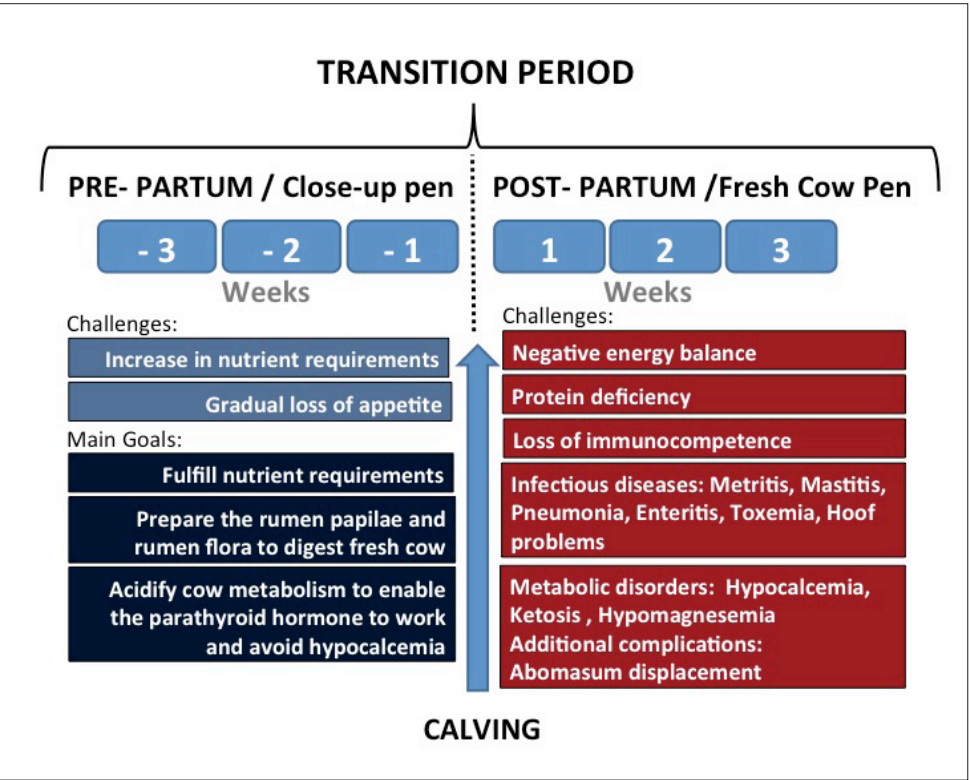 TRANSITION PERIOD
PRE- PARTUM / Close-up pen
- 3
- 2
- 1
Weeks
Challenges:
Increase in nutrient requirements
Gradual loss of appetite
Main Goals:
Fulfill nutrient requirements
Prepare the rumen papilae and
rumen flora to digest fresh cow
Acidify cow metabolism to enable
the parathyroid hormone to work
and avoid hypocalcemia
POST- PARTUM /Fresh Cow Pen
1
2
3
Weeks
Challenges:
Negative energy balance
Protein deficiency
Loss of immunocompetence
Infectious diseases: Metritis, Mastitis,
Pneumonia, Enteritis, Toxemia, Hoof
problems
Metabolic disorders:  Hypocalcemia,
Ketosis , Hypomagnesemia
Additional complications:
Abomasum displacement
CALVING